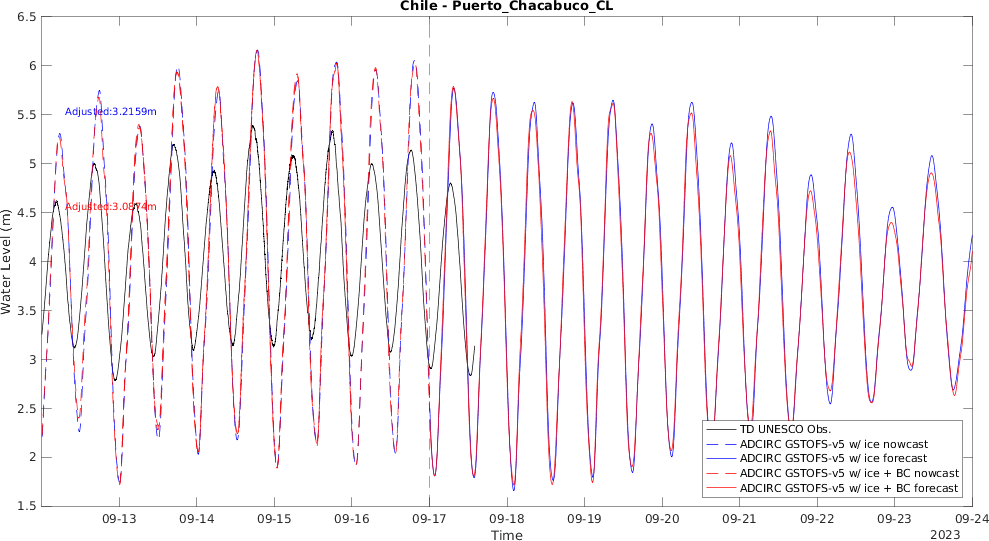 Chile - Puerto_Chacabuco_CL
6.5
6
5.5
5
4.5
4
3.5
3
2.5
2
1.5
Water Level (m)
Adjusted:3.2159m
Adjusted:3.0874m
TD UNESCO Obs.
ADCIRC GSTOFS-v5 w/ ice nowcast
ADCIRC GSTOFS-v5 w/ ice forecast
ADCIRC GSTOFS-v5 w/ ice + BC nowcast
ADCIRC GSTOFS-v5 w/ ice + BC forecast
09-13 09-14 09-15 09-16 09-17 09-18 09-19 09-20 09-21 09-22 09-23 09-24
Time
2023